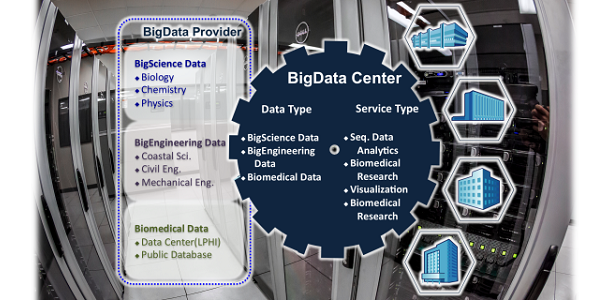 BigData Provider
BigScience Data
Biology
Chemistry
Physics
BigEngineering Data
Coastal Sci.
Civil Eng.
Mechanical Eng.
Biomedical Data
Data Center(LPHI)
Public Database
BigData Center
Data Type
BigScience Data
BigEngineering
Data
Biomedical Data
Service Type
Seq. Data
Analytics
Biomedical
Research
Visualization
Biomedical
Research
DELL